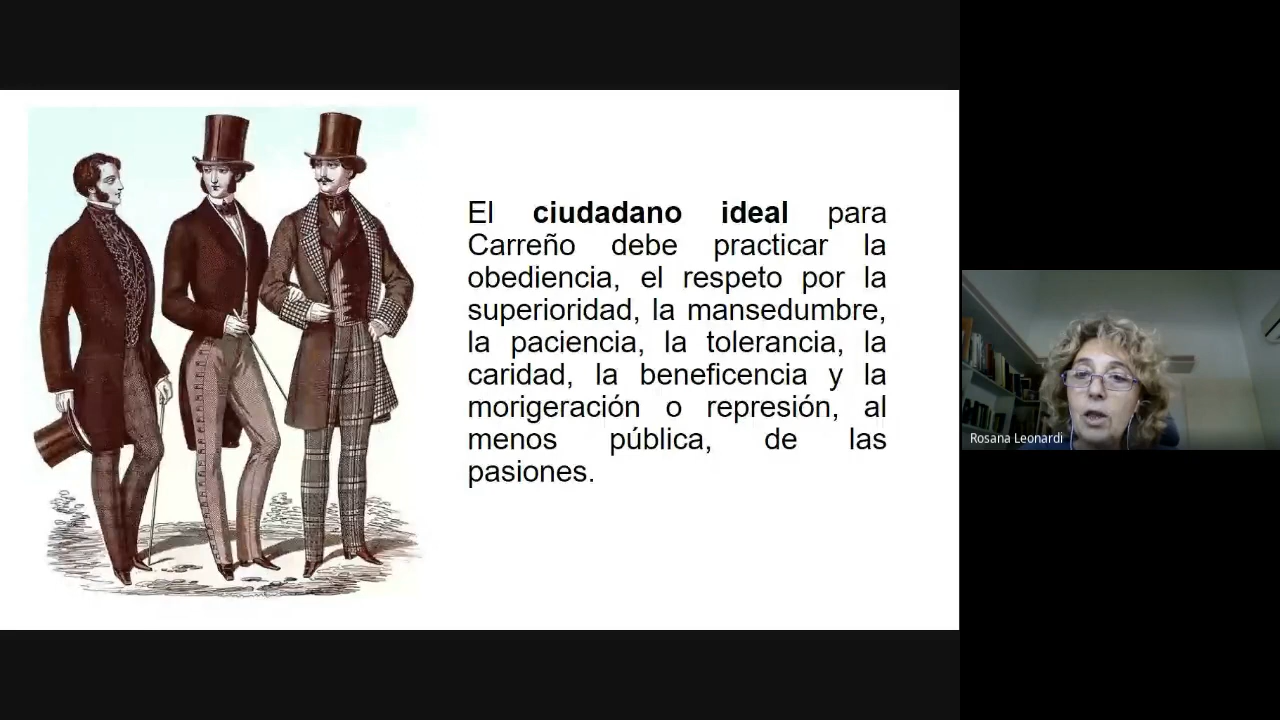 El ciudadano ideal para
Carreño debe practicar la
obediencia, el respeto por la
superioridad, la mansedumbre,
la paciencia, la tolerancia, la
caridad, la beneficencia y la
morigeración o represión, al
menos pública, de las
pasiones.
Rosana Leonardi